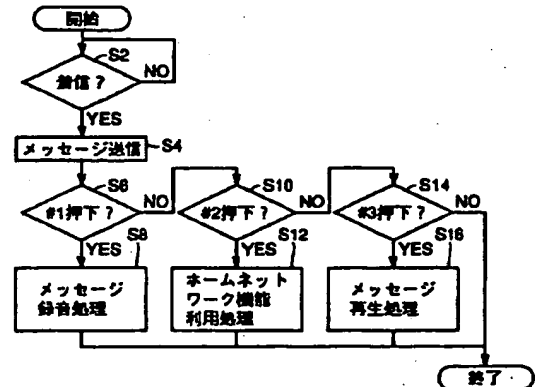 開始
S2
着信?
NO
YES
メッセージ送信
S4
S6
#1押下?
NO
YES
S8
メッセージ
録音処理
S10
#2押下?
NO
YES
S12
ホームネット
ワーク機能
利用処理
S14
#3押下?
NO
YES
S16
メッセージ
再生処理
終了